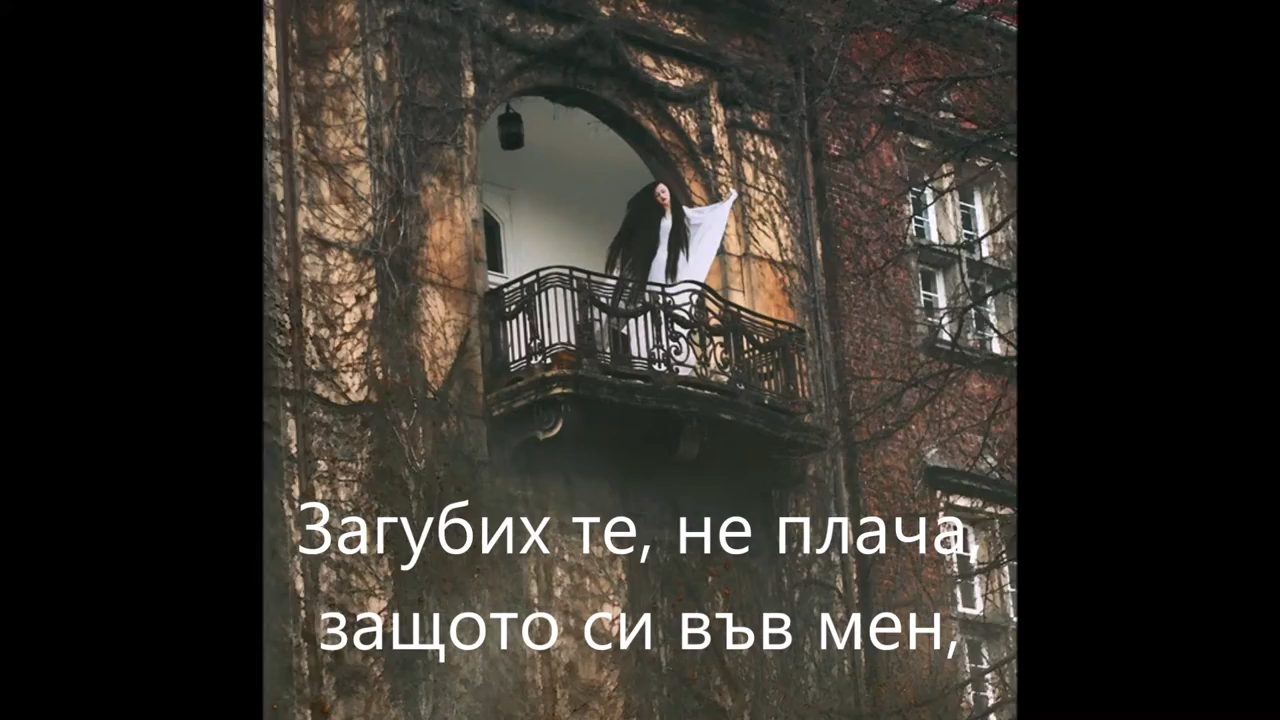 Загубих те, не плача,
защото си във мен,